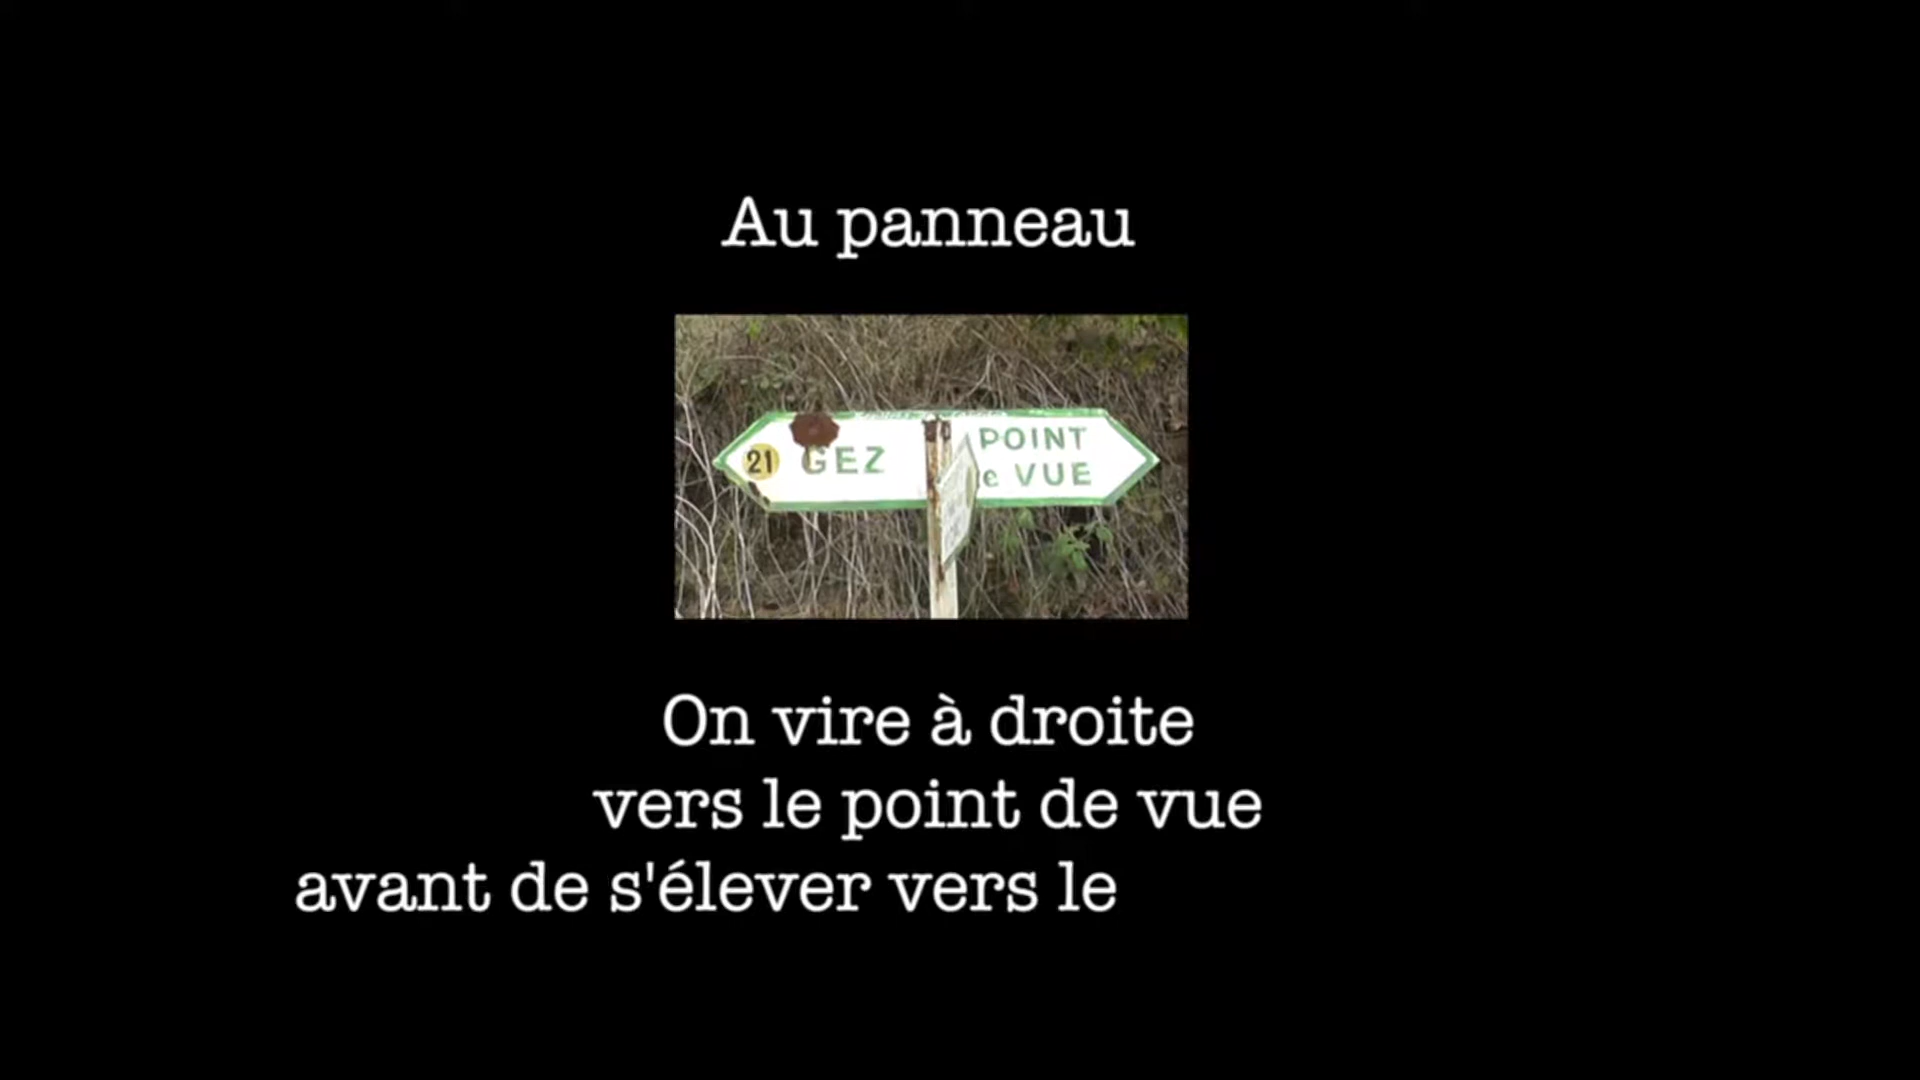 Au panneau
21 GEZ
POINT
de VUE
On vire à droite
vers le point de vue
avant de s'élever vers le